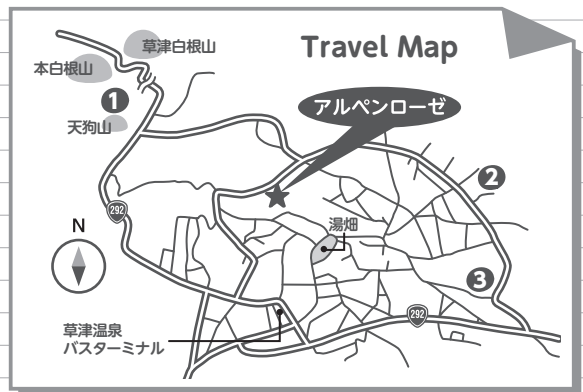 Travel Map
草津白根山
本白根山
1
アルペンローゼ
天狗山
2
292
湯畑
N
3
292
草津温泉
バスターミナル